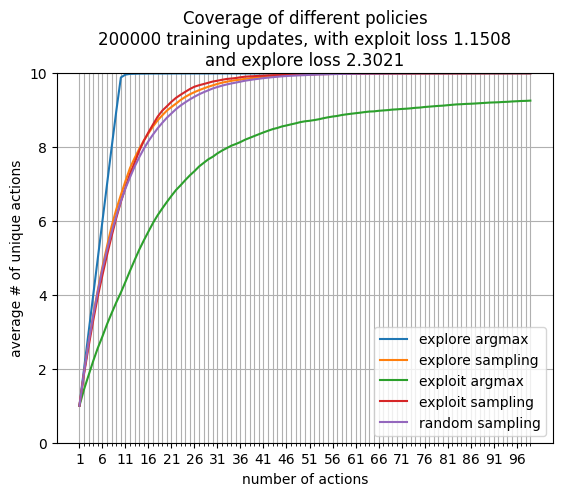 Coverage of different policies
200000 training updates, with exploit loss 1.1508
and explore loss 2.3021
average # of unique actions
10
8
6
4
2
0
explore argmax
explore sampling
exploit argmax
exploit sampling
random sampling
1 6 11 16 21 26 31 36 41 46 51 56 61 66 71 76 81 86 91 96
number of actions